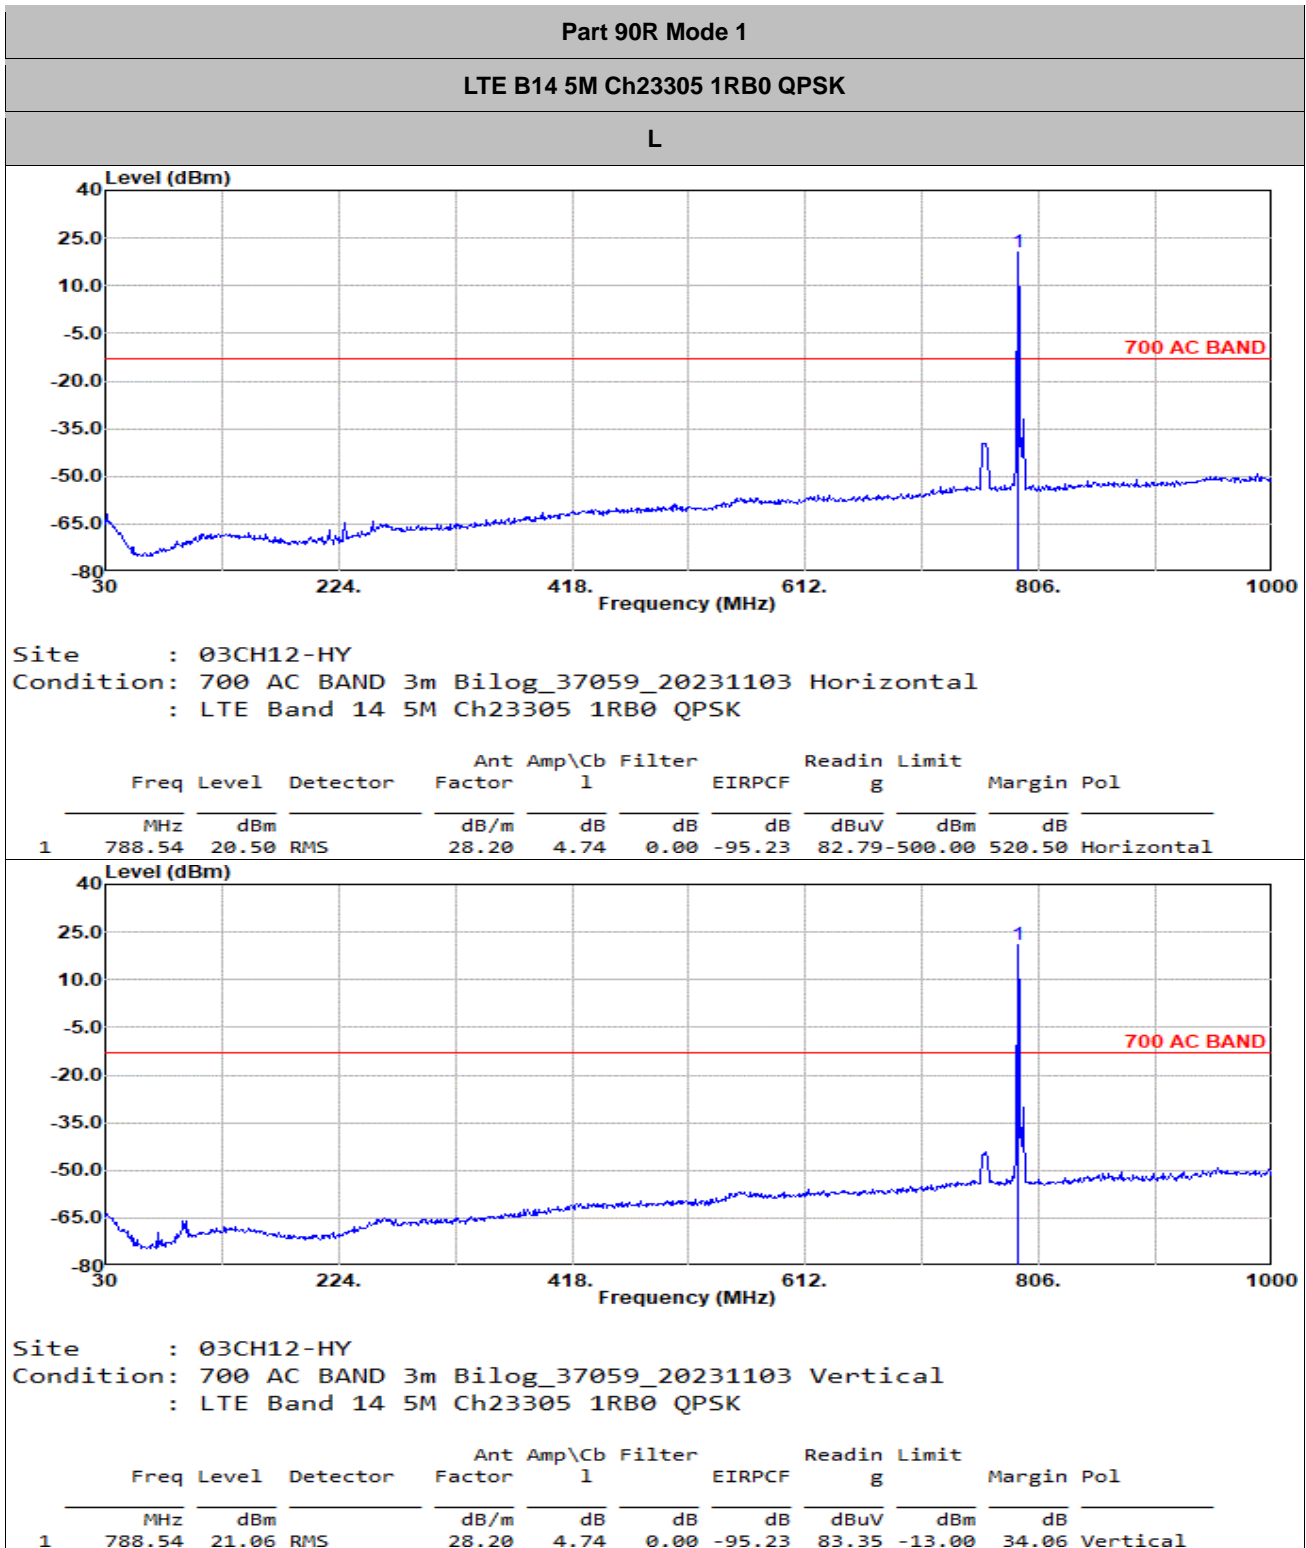 Part 90R Mode 1
LTE B14 5M Ch23305 1RB0 QPSK
L
Level (dBm)
40
25.0
10.0
-5.0
700 AC BAND
-20.0
-35.0
-50.0
-65.0
-80
30 224. 418. 612. 806. 1000
Frequency (MHz)
1
Site : 03CH12-HY
Condition: 700 AC BAND 3m Bilog_37059_20231103 Horizontal
: LTE Band 14 5M Ch23305 1RB0 QPSK
Ant Amp\Cb Filter Readin Limit
Freq Level Detector Factor l EIRPCF g Margin Pol
MHz dBm dB/m dB dB dB dBuV dBm dB
1 788.54 20.50 RMS 28.20 4.74 0.00 -95.23 82.79-500.00 520.50 Horizontal
Level (dBm)
40
25.0
10.0
-5.0
700 AC BAND
-20.0
-35.0
-50.0
-65.0
-80
30 224. 418. 612. 806. 1000
Frequency (MHz)
1
Site : 03CH12-HY
Condition: 700 AC BAND 3m Bilog_37059_20231103 Vertical
: LTE Band 14 5M Ch23305 1RB0 QPSK
Ant Amp\Cb Filter Readin Limit
Freq Level Detector Factor l EIRPCF g Margin Pol
MHz dBm dB/m dB dB dB dBuV dBm dB
1 788.54 21.06 RMS 28.20 4.74 0.00 -95.23 83.35 -13.00 34.06 Vertical